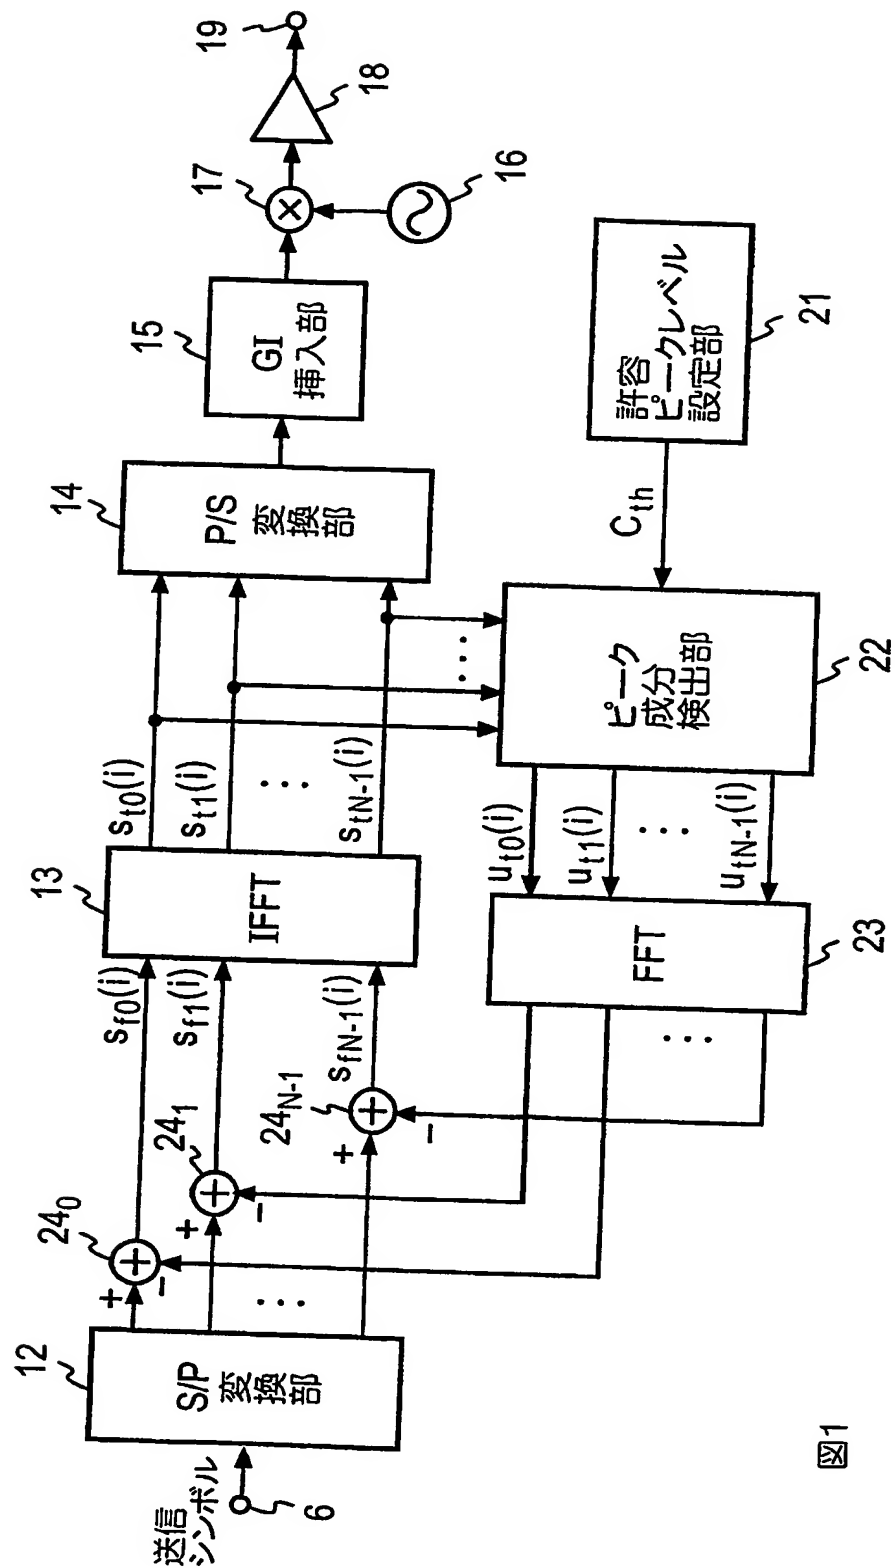 送信
シンボル
6
12
S/P
変換部
24₀
+
−
24₁
+
−
24N-1
+
−
sf0(i)
sf1(i)
sfN-1(i)
13
IFFT
st0(i)
st1(i)
stN-1(i)
14
P/S
変換部
15
GI
挿入部
17
16
18
19
許容
ピークレベル
設定部
21
Cth
ピーク
成分
検出部
22
ut0(i)
ut1(i)
utN-1(i)
FFT
23
図1